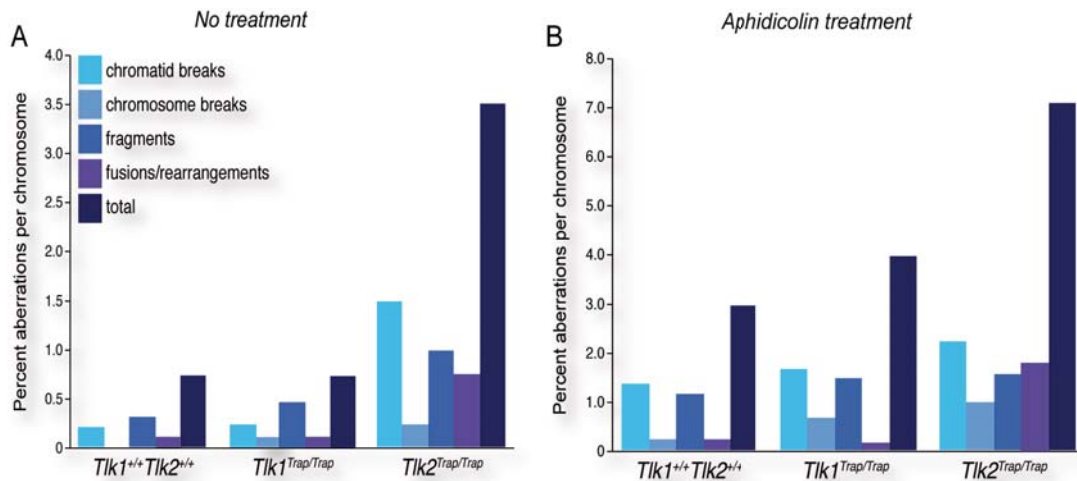 No treatment
A
Percent aberrations per chromosome
4.0
3.5
3.0
2.5
2.0
1.5
1.0
0.5
0
chromatid breaks
chromosome breaks
fragments
fusions/rearrangements
total
Tlk1+/+Tlk2+/+
Tlk1Trap/Trap
Tlk2Trap/Trap
Aphidicolin treatment
B
Percent aberrations per chromosome
8.0
7.0
6.0
5.0
4.0
3.0
2.0
1.0
0
Tlk1+/+Tlk2+/+
Tlk1Trap/Trap
Tlk2Trap/Trap